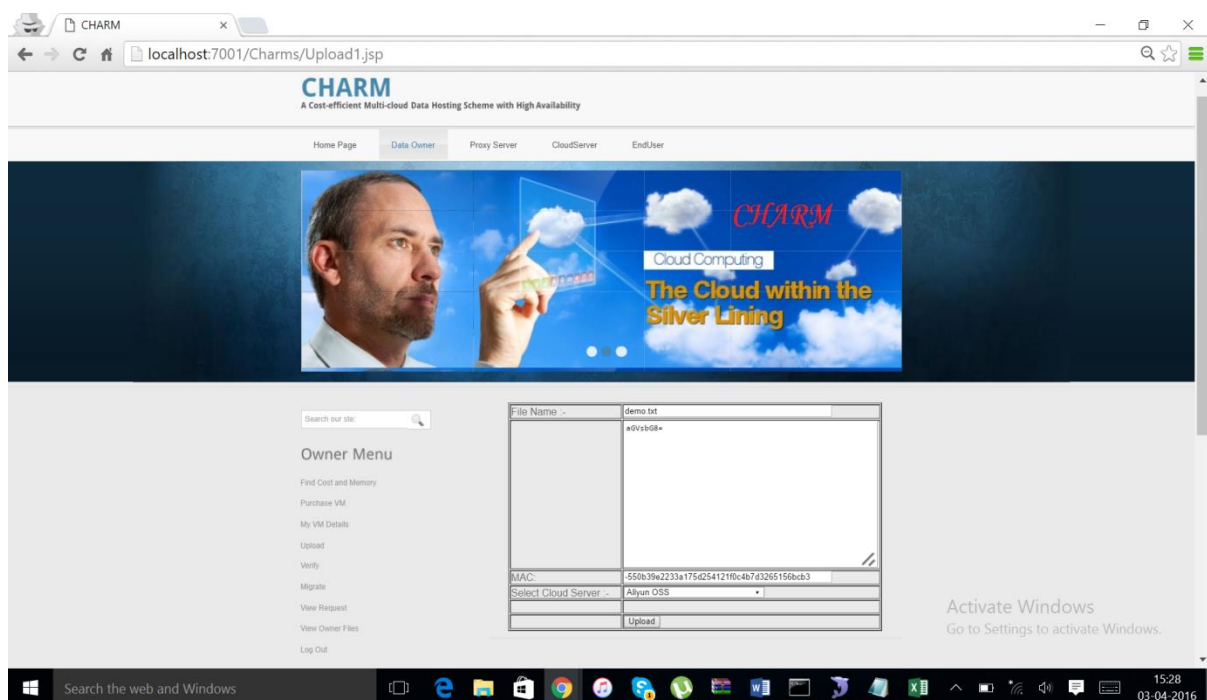 CHARM
localhost:7001/Charms/Upload1.jsp
CHARM
A Cost-efficient Multi-cloud Data Hosting Scheme with High Availability
Home Page Data Owner Proxy Server CloudServer EndUser
CHARM
Cloud Computing
The Cloud within the
Silver Lining
Search our site:
Owner Menu
Find Cost and Memory
Purchase VM
My VM Details
Upload
Verify
Migrate
View Request
View Owner Files
Log Out
File Name :- demo.txt
aGVsbG8=
MAC: -550b39e2233a175d254121f0c4b7d3265156bcb3
Select Cloud Server :- Aliyun OSS
Upload
Activate Windows
Go to Settings to activate Windows.
Search the web and Windows
15:28
03-04-2016